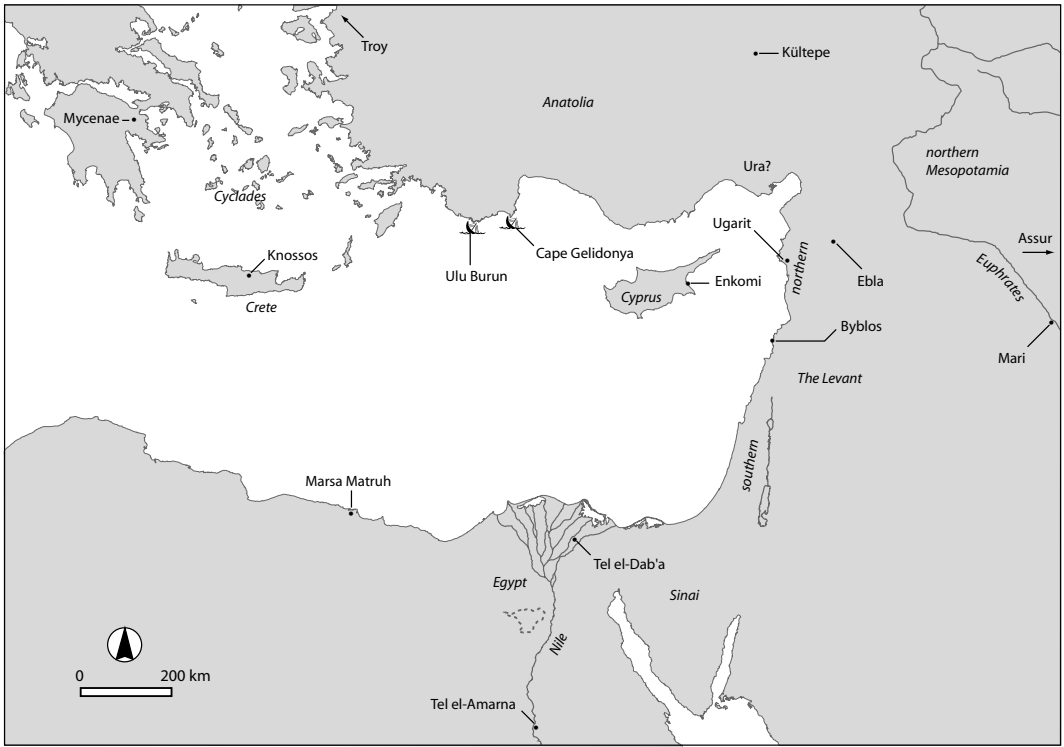 Troy
Kültepe
Anatolia
Mycenae
northern
Mesopotamia
Ura?
Cyclades
Ugarit
Assur
Knossos
Cape Gelidonya
northern
Ulu Burun
Euphrates
Enkomi
Ebla
Cyprus
Crete
Byblos
Mari
The Levant
southern
Marsa Matruh
Tel el-Dab'a
Egypt
Sinai
Nile
0 200 km
Tel el-Amarna